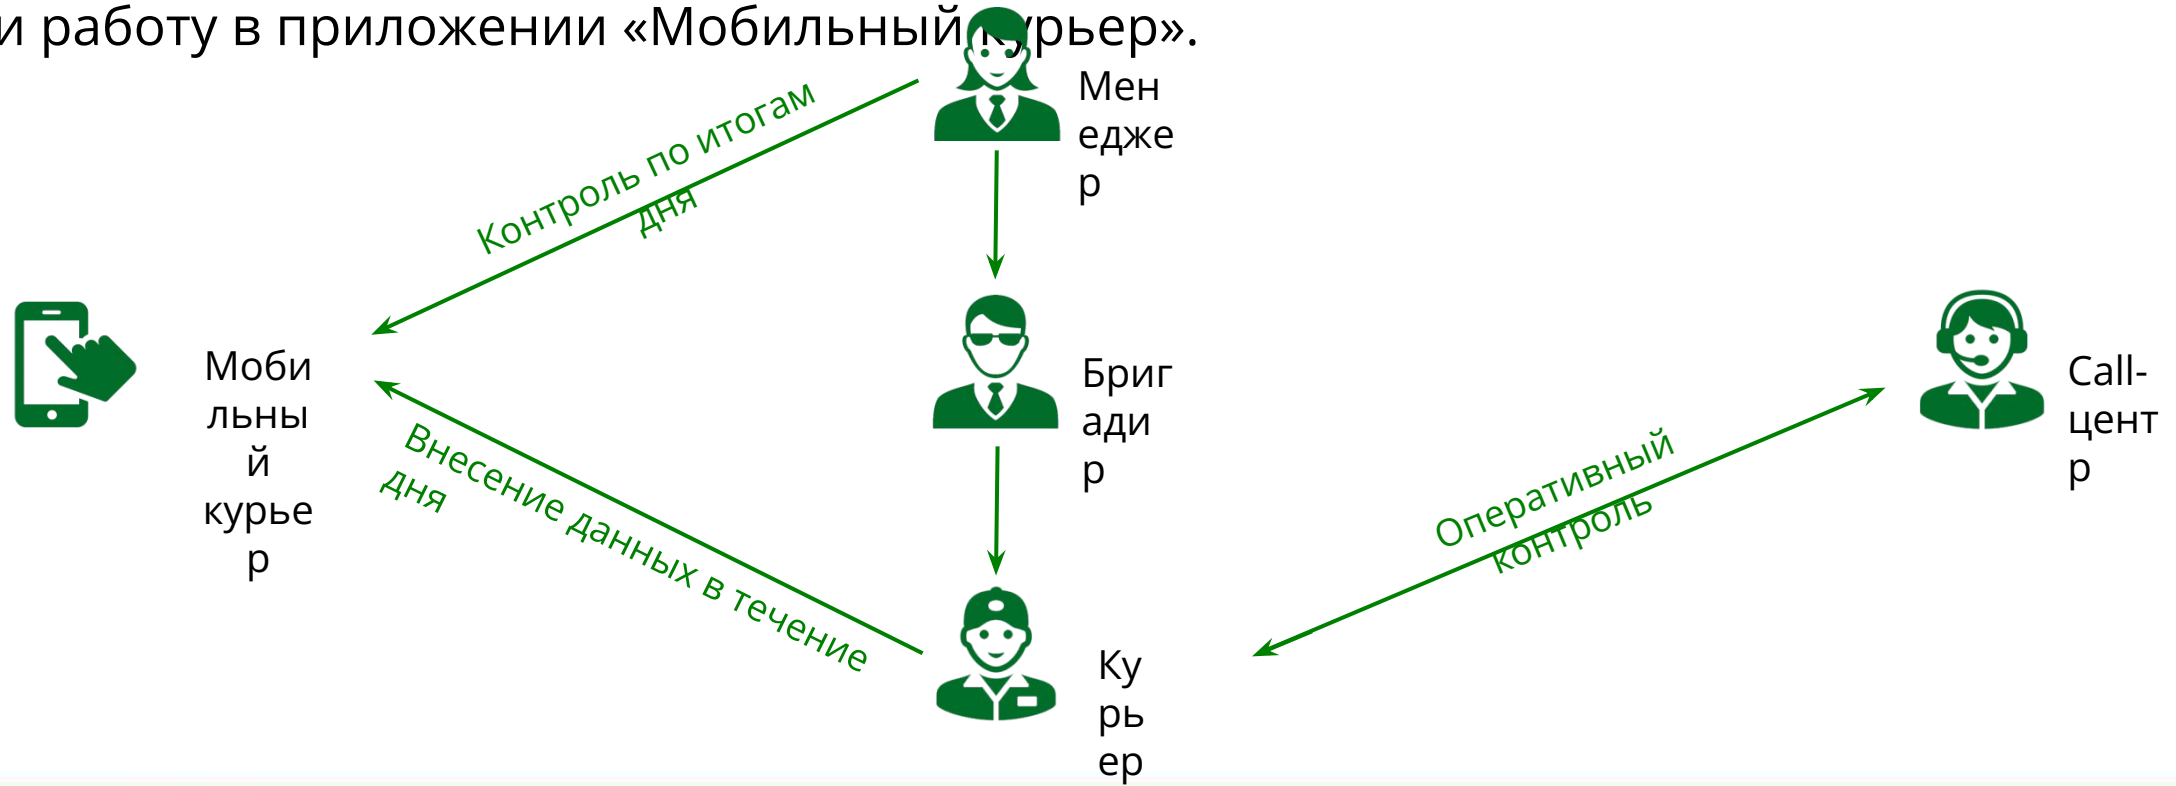 и работу в приложении «Мобильный курьер».
Мен
едже
р
Контроль по итогам
дня
Моби
льны
й
курье
р
Бриг
ади
р
Call-
цент
р
Внесение данных в течение
дня
Оперативный
контроль
Ку
рь
ер